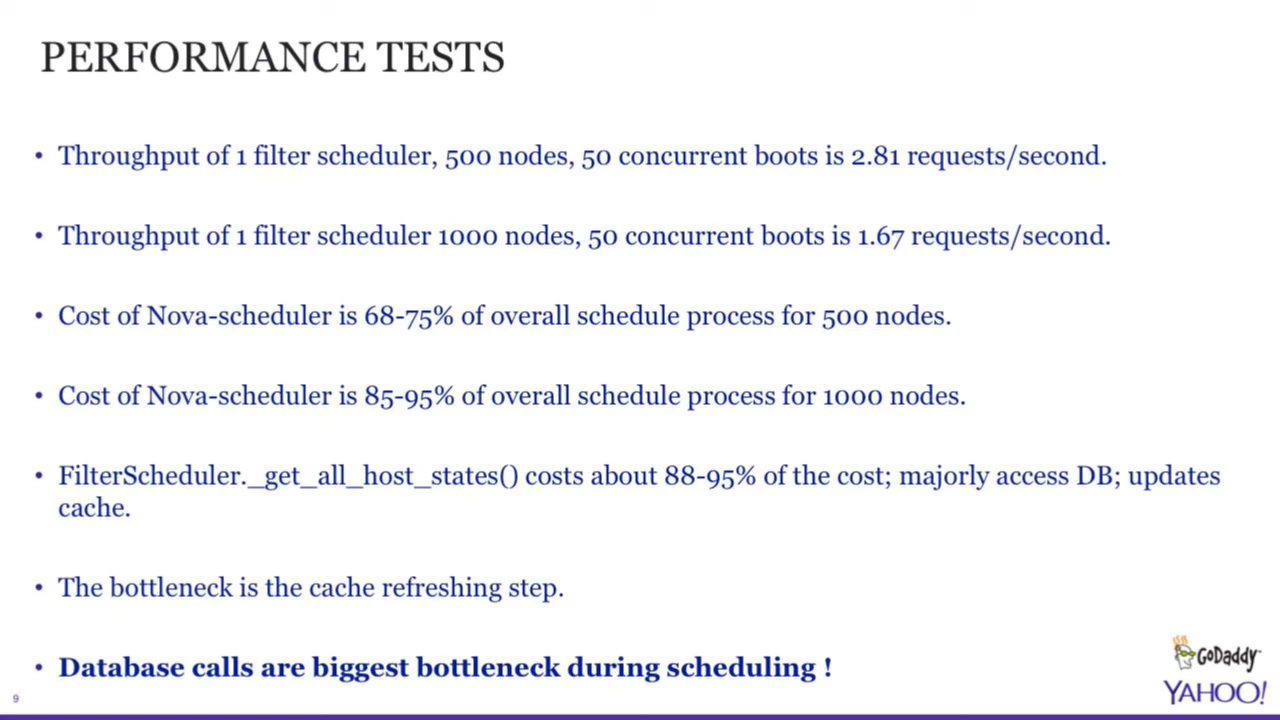 PERFORMANCE TESTS
• Throughput of 1 filter scheduler, 500 nodes, 50 concurrent boots is 2.81 requests/second.
• Throughput of 1 filter scheduler 1000 nodes, 50 concurrent boots is 1.67 requests/second.
• Cost of Nova-scheduler is 68-75% of overall schedule process for 500 nodes.
• Cost of Nova-scheduler is 85-95% of overall schedule process for 1000 nodes.
• FilterScheduler._get_all_host_states() costs about 88-95% of the cost; majorly access DB; updates
cache.
• The bottleneck is the cache refreshing step.
• Database calls are biggest bottleneck during scheduling !
GoDaddy
YAHOO!
9